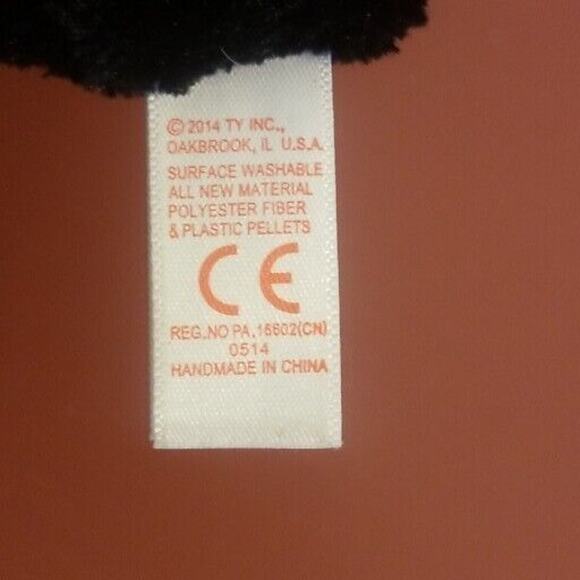 © 2014 TY INC.,
OAKBROOK, IL U.S.A.
SURFACE WASHABLE
ALL NEW MATERIAL
POLYESTER FIBER
& PLASTIC PELLETS
CE
REG.NO PA.16602(CN)
0514
HANDMADE IN CHINA